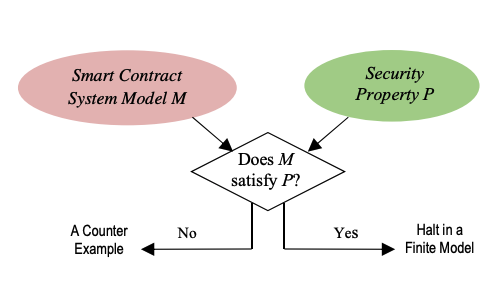 Smart Contract
System Model M
Security
Property P
Does M
satisfy P?
No
Yes
A Counter
Example
Halt in a
Finite Model